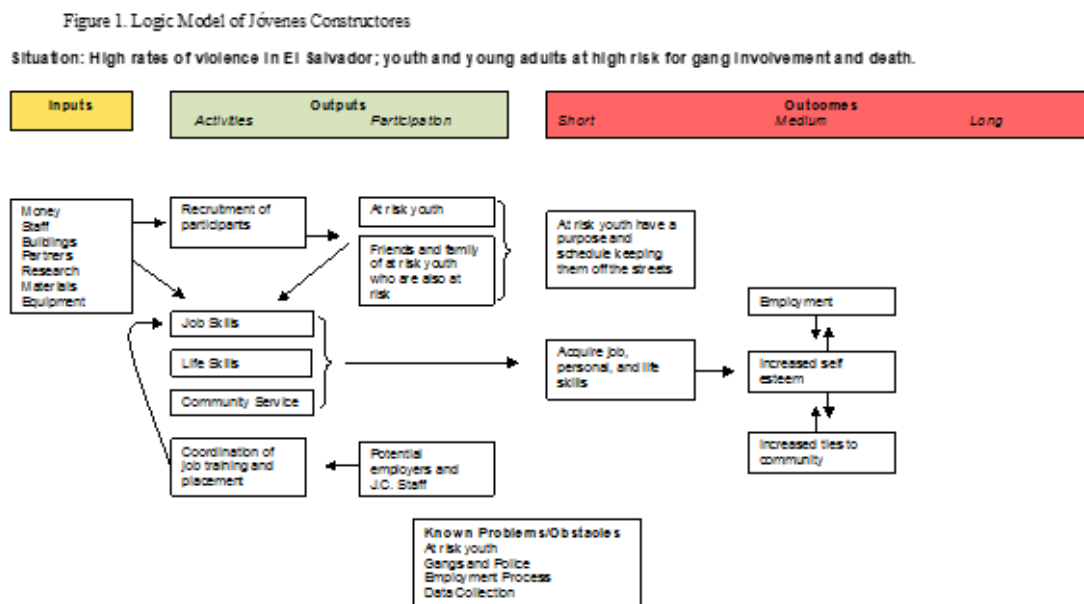 Figure 1. Logic Model of Jóvenes Constructores
Situation: High rates of violence in El Salvador; youth and young adults at high risk for gang involvement and death.
Inputs
Outputs
Activities Participation
Outcomes
Short Medium Long
Money
Staff
Buildings
Partners
Research
Materials
Equipment
Recruitment of
participants
At risk youth
Friends and family
of at risk youth
who are also at
risk
At risk youth have a
purpose and
schedule keeping
them off the streets
Job Skills
Life Skills
Community Service
Acquire job,
personal, and life
skills
Employment
Increased self
esteem
Increased ties to
community
Coordination of
job training and
placement
Potential
employers and
J.C. Staff
Known Problems/Obstacles
At risk youth
Gangs and Police
Employment Process
Data Collection